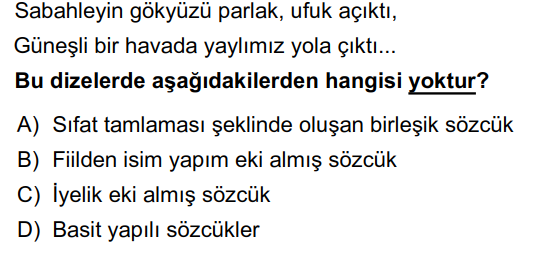 Sabahleyin gökyüzü parlak, ufuk açıktı,
Güneşli bir havada yaylımız yola çıktı...
Bu dizelerde aşağıdakilerden hangisi yoktur?
A) Sıfat tamlaması şeklinde oluşan birleşik sözcük
B) Fiilden isim yapım eki almış sözcük
C) İyelik eki almış sözcük
D) Basit yapılı sözcükler